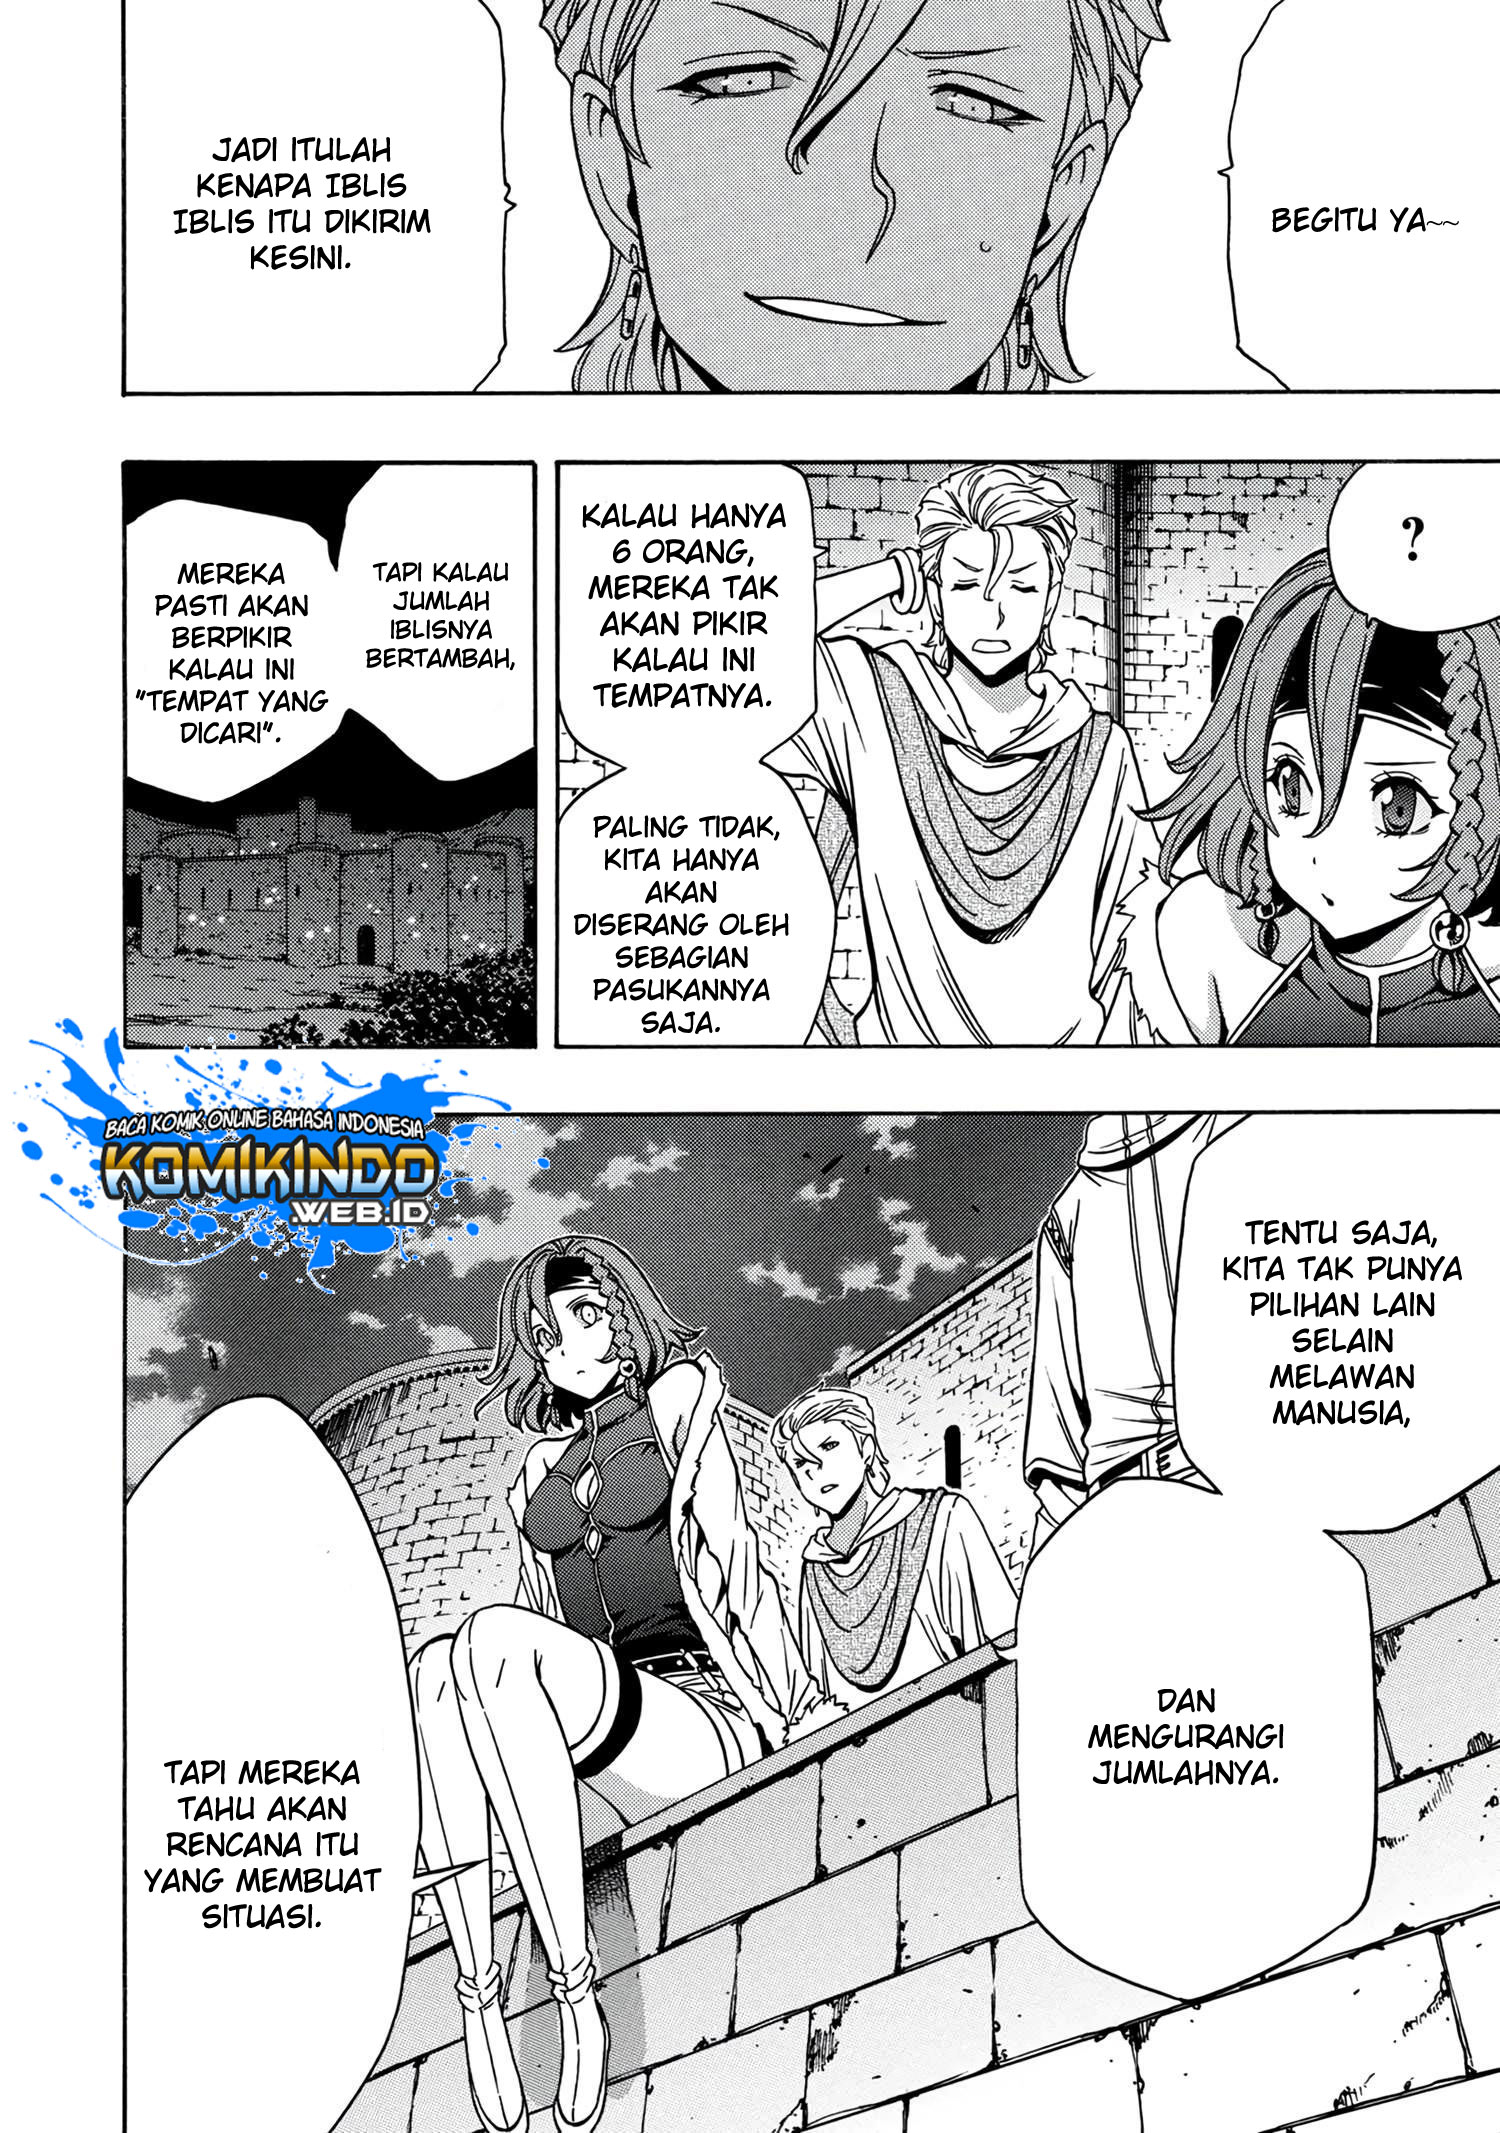 BEGITU YA~~
JADI ITULAH
KENAPA IBLIS
IBLIS ITU DIKIRIM
KESINI.
?
KALAU HANYA
6 ORANG,
MEREKA TAK
AKAN PIKIR
KALAU INI
TEMPATNYA.
PALING TIDAK,
KITA HANYA
AKAN
DISERANG OLEH
SEBAGIAN
PASUKANNYA
SAJA.
TAPI KALAU
JUMLAH
IBLISNYA
BERTAMBAH,
MEREKA
PASTI AKAN
BERPIKIR
KALAU INI
"TEMPAT YANG
DICARI".
BACA KOMIK ONLINE BAHASA INDONESIA
KOMIKINDO
.WEB.ID
TENTU SAJA,
KITA TAK PUNYA
PILIHAN LAIN
SELAIN
MELAWAN
MANUSIA,
DAN
MENGURANGI
JUMLAHNYA.
TAPI MEREKA
TAHU AKAN
RENCANA ITU
YANG MEMBUAT
SITUASI.